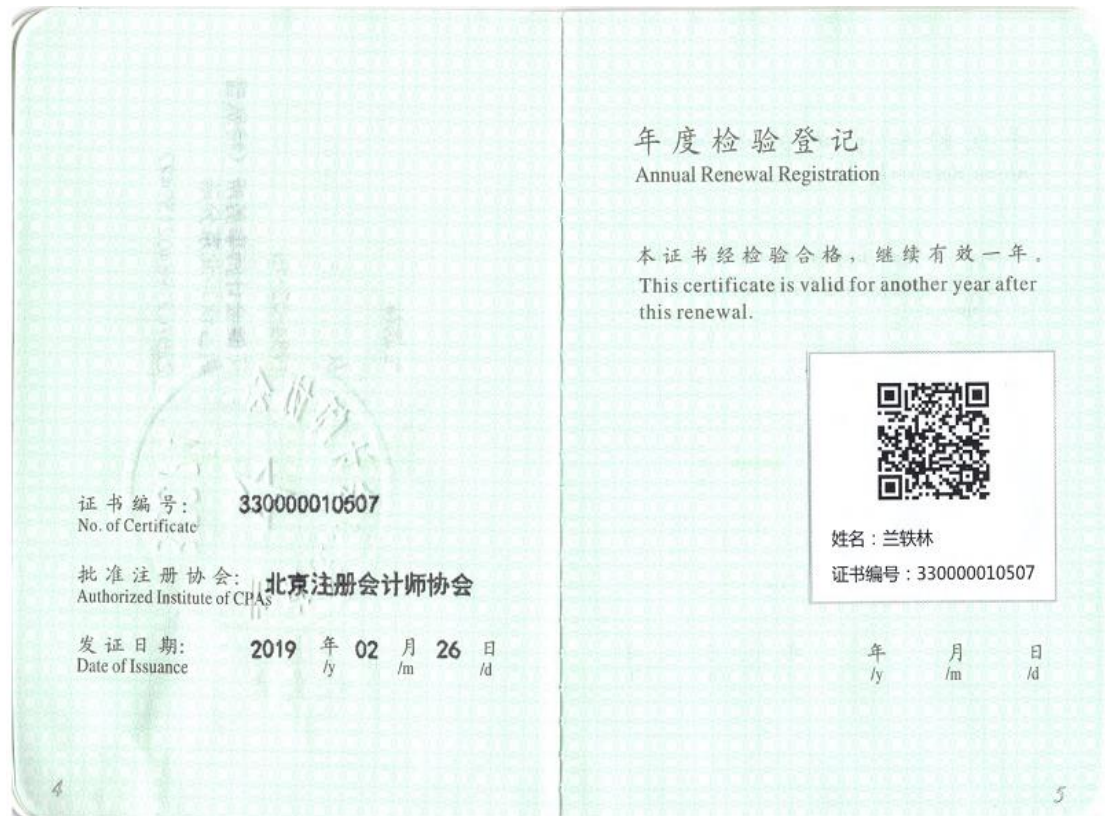 证书编号: 330000010507
No. of Certificate
批准注册协会: 北京注册会计师协会
Authorized Institute of CPAs
发证日期: 2019 年 02 月 26 日
Date of Issuance /y /m /d
4
年度检验登记
Annual Renewal Registration
本证书经检验合格，继续有效一年。
This certificate is valid for another year after
this renewal.
姓名：兰轶林
证书编号：330000010507
年 月 日
/y /m /d
5